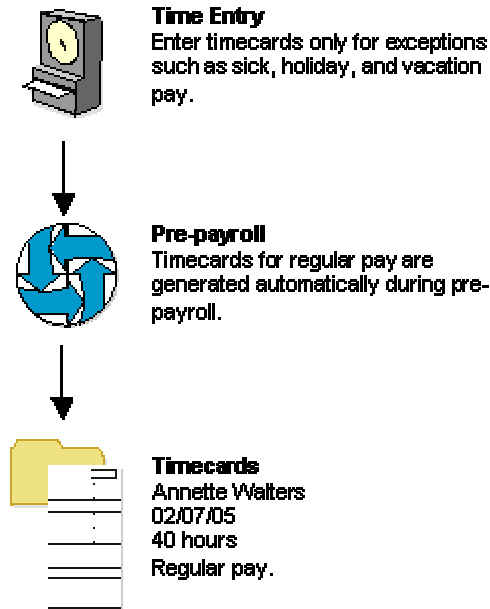 Time Entry
Enter timecards only for exceptions
such as sick, holiday, and vacation
pay.
Pre-payroll
Timecards for regular pay are
generated automatically during pre-
payroll.
Timecards
Annette Walters
02/07/05
40 hours
Regular pay.